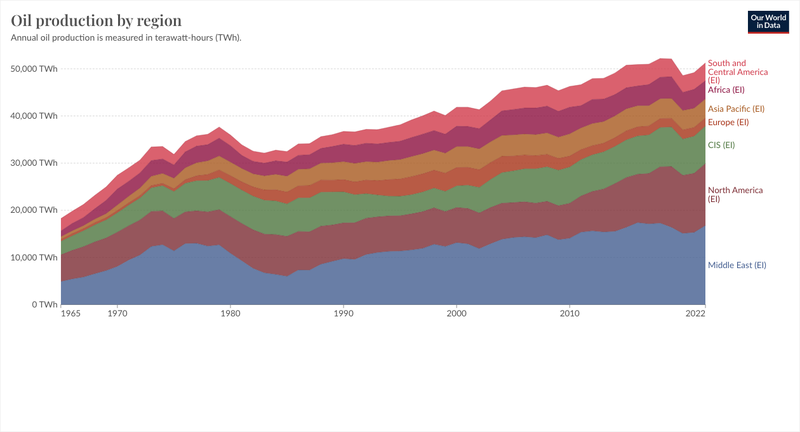 Oil production by region
Annual oil production is measured in terawatt-hours (TWh).
Our World
in Data
50,000 TWh
40,000 TWh
30,000 TWh
20,000 TWh
10,000 TWh
0 TWh
1965
1970
1980
1990
2000
2010
2022
South and
Central America
(EI)
Africa (EI)
Asia Pacific (EI)
Europe (EI)
CIS (EI)
North America
(EI)
Middle East (EI)